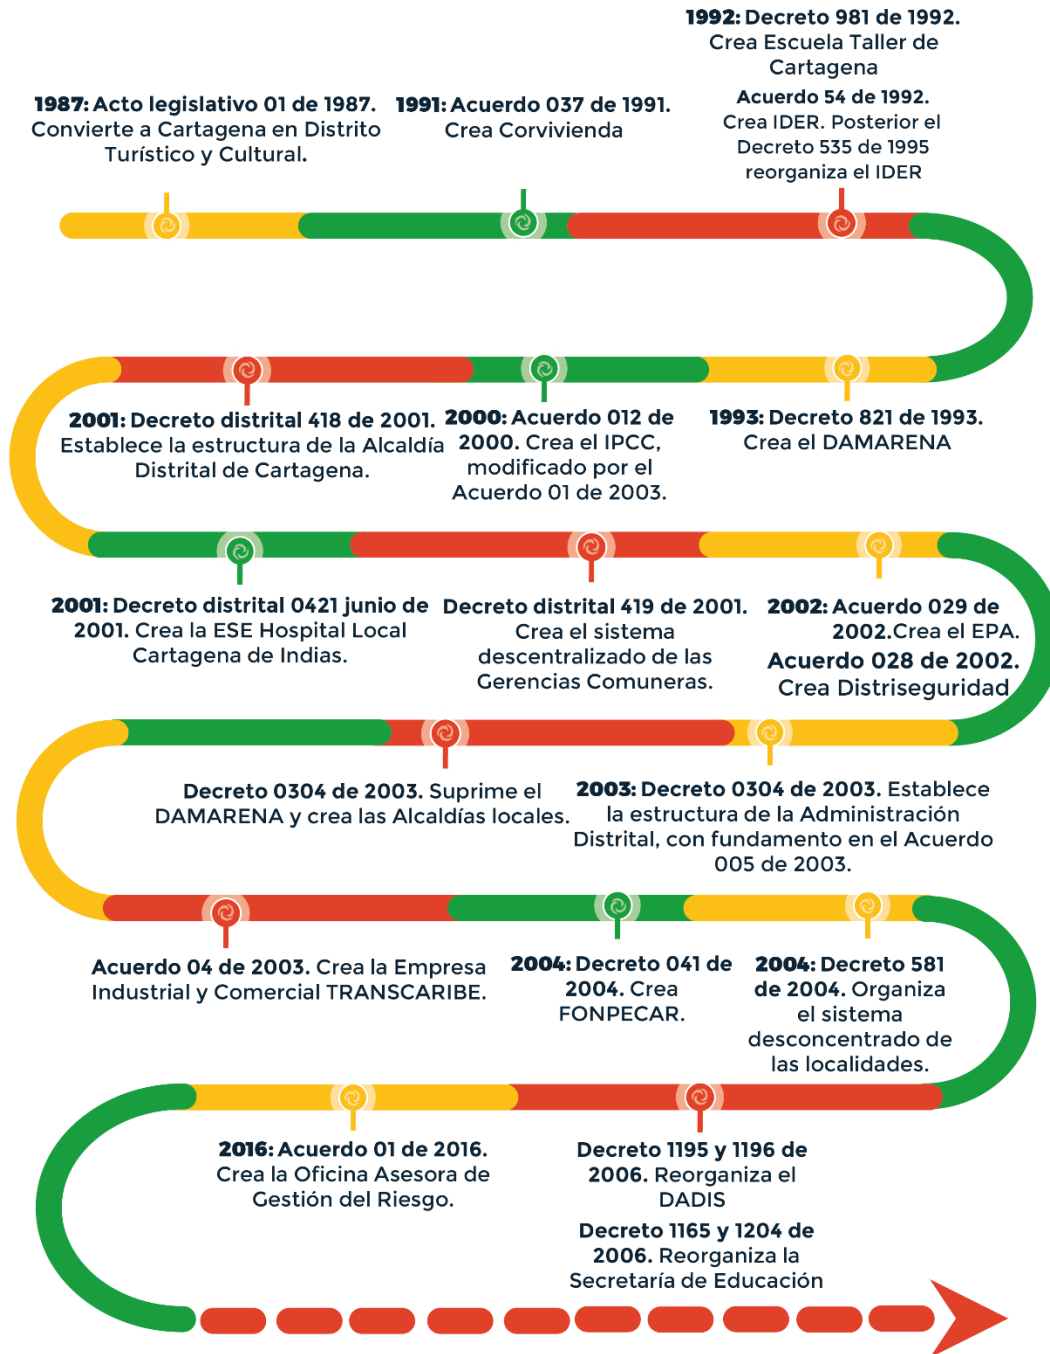 1987: Acto legislativo 01 de 1987.
Convierte a Cartagena en Distrito
Turístico y Cultural.
1991: Acuerdo 037 de 1991.
Crea Corvivienda
1992: Decreto 981 de 1992.
Crea Escuela Taller de
Cartagena
Acuerdo 54 de 1992.
Crea IDER. Posterior el
Decreto 535 de 1995
reorganiza el IDER
1993: Decreto 821 de 1993.
Crea el DAMARENA
2000: Acuerdo 012 de
2000. Crea el IPCC,
modificado por el
Acuerdo 01 de 2003.
2001: Decreto distrital 418 de 2001.
Establece la estructura de la Alcaldía
Distrital de Cartagena.
2001: Decreto distrital 0421 junio de
2001. Crea la ESE Hospital Local
Cartagena de Indias.
Decreto distrital 419 de 2001.
Crea el sistema
descentralizado de las
Gerencias Comuneras.
2002: Acuerdo 029 de
2002.Crea el EPA.
Acuerdo 028 de 2002.
Crea Distriseguridad
2003: Decreto 0304 de 2003. Establece
la estructura de la Administración
Distrital, con fundamento en el Acuerdo
005 de 2003.
Decreto 0304 de 2003. Suprime el
DAMARENA y crea las Alcaldías locales.
Acuerdo 04 de 2003. Crea la Empresa
Industrial y Comercial TRANSCARIBE.
2004: Decreto 041 de
2004. Crea
FONPECAR.
2004: Decreto 581
de 2004. Organiza
el sistema
desconcentrado de
las localidades.
Decreto 1195 y 1196 de
2006. Reorganiza el
DADIS
Decreto 1165 y 1204 de
2006. Reorganiza la
Secretaría de Educación
2016: Acuerdo 01 de 2016.
Crea la Oficina Asesora de
Gestión del Riesgo.